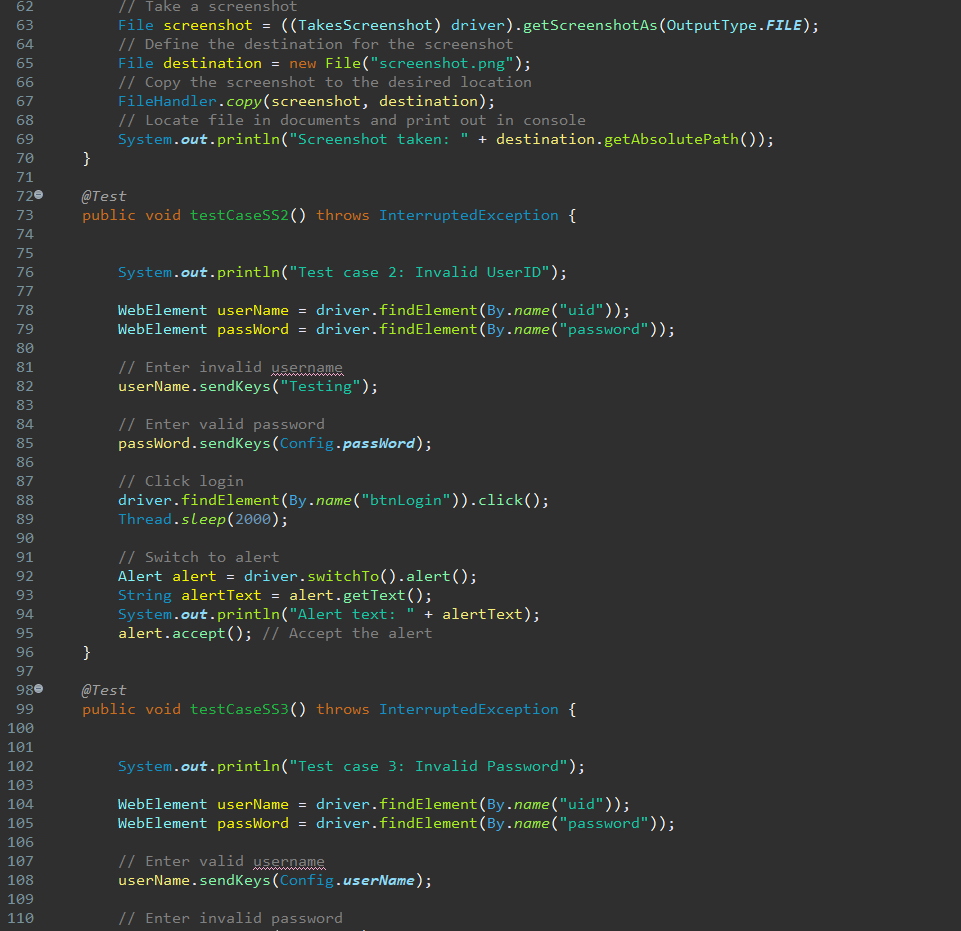 62 // Take a screenshot
63 File screenshot = ((TakesScreenshot) driver).getScreenshotAs(OutputType.FILE);
64 // Define the destination for the screenshot
65 File destination = new File("screenshot.png");
66 // Copy the screenshot to the desired location
67 FileHandler.copy(screenshot, destination);
68 // Locate file in documents and print out in console
69 System.out.println("Screenshot taken: " + destination.getAbsolutePath());
70 }
71
72 @Test
73 public void testCaseSS2() throws InterruptedException {
74
75
76 System.out.println("Test case 2: Invalid UserID");
77
78 WebElement userName = driver.findElement(By.name("uid"));
79 WebElement passWord = driver.findElement(By.name("password"));
80
81 // Enter invalid username
82 userName.sendKeys("Testing");
83
84 // Enter valid password
85 passWord.sendKeys(Config.passWord);
86
87 // Click login
88 driver.findElement(By.name("btnLogin")).click();
89 Thread.sleep(2000);
90
91 // Switch to alert
92 Alert alert = driver.switchTo().alert();
93 String alertText = alert.getText();
94 System.out.println("Alert text: " + alertText);
95 alert.accept(); // Accept the alert
96 }
97
98 @Test
99 public void testCaseSS3() throws InterruptedException {
100
101
102 System.out.println("Test case 3: Invalid Password");
103
104 WebElement userName = driver.findElement(By.name("uid"));
105 WebElement passWord = driver.findElement(By.name("password"));
106
107 // Enter valid username
108 userName.sendKeys(Config.userName);
109
110 // Enter invalid password